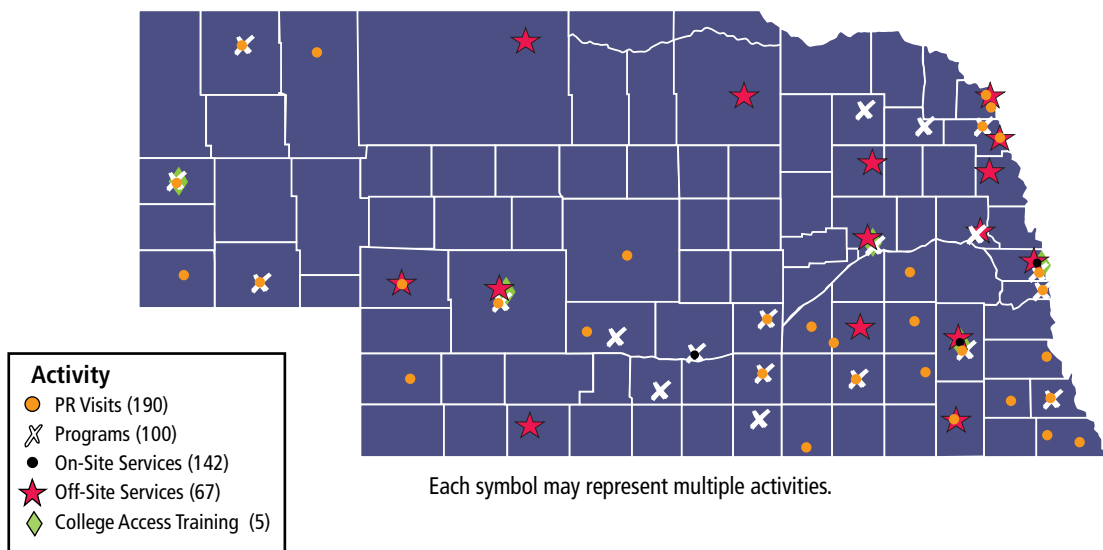 Activity
PR Visits (190)
Programs (100)
On-Site Services (142)
Off-Site Services (67)
College Access Training (5)
Each symbol may represent multiple activities.